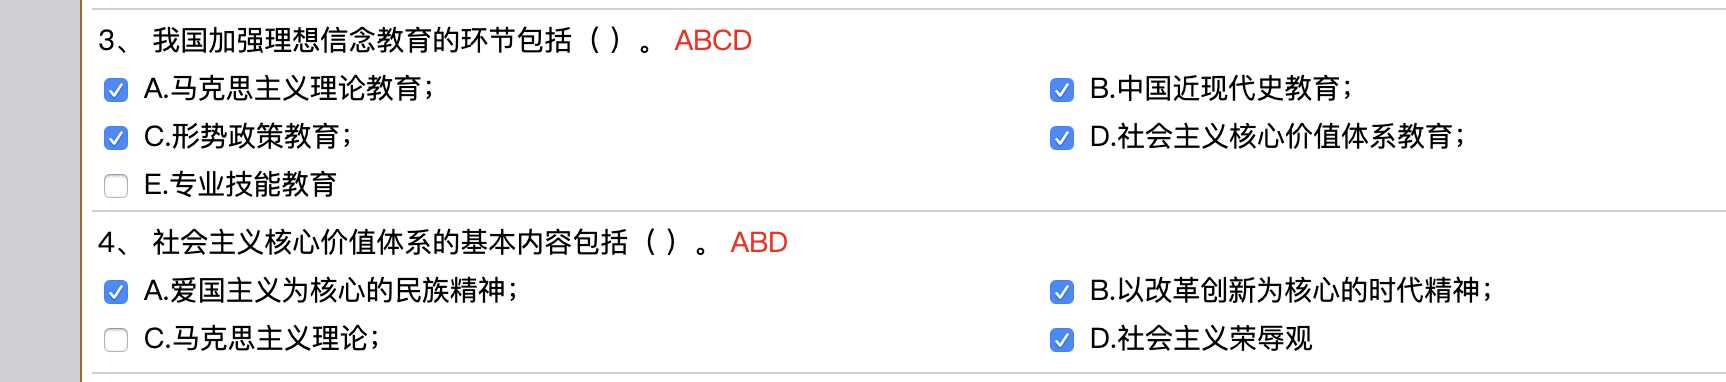 3、 我国加强理想信念教育的环节包括（ ）。 ABCD
A.马克思主义理论教育； B.中国近现代史教育；
C.形势政策教育； D.社会主义核心价值体系教育；
E.专业技能教育
4、 社会主义核心价值体系的基本内容包括（ ）。 ABD
A.爱国主义为核心的民族精神； B.以改革创新为核心的时代精神；
C.马克思主义理论； D.社会主义荣辱观